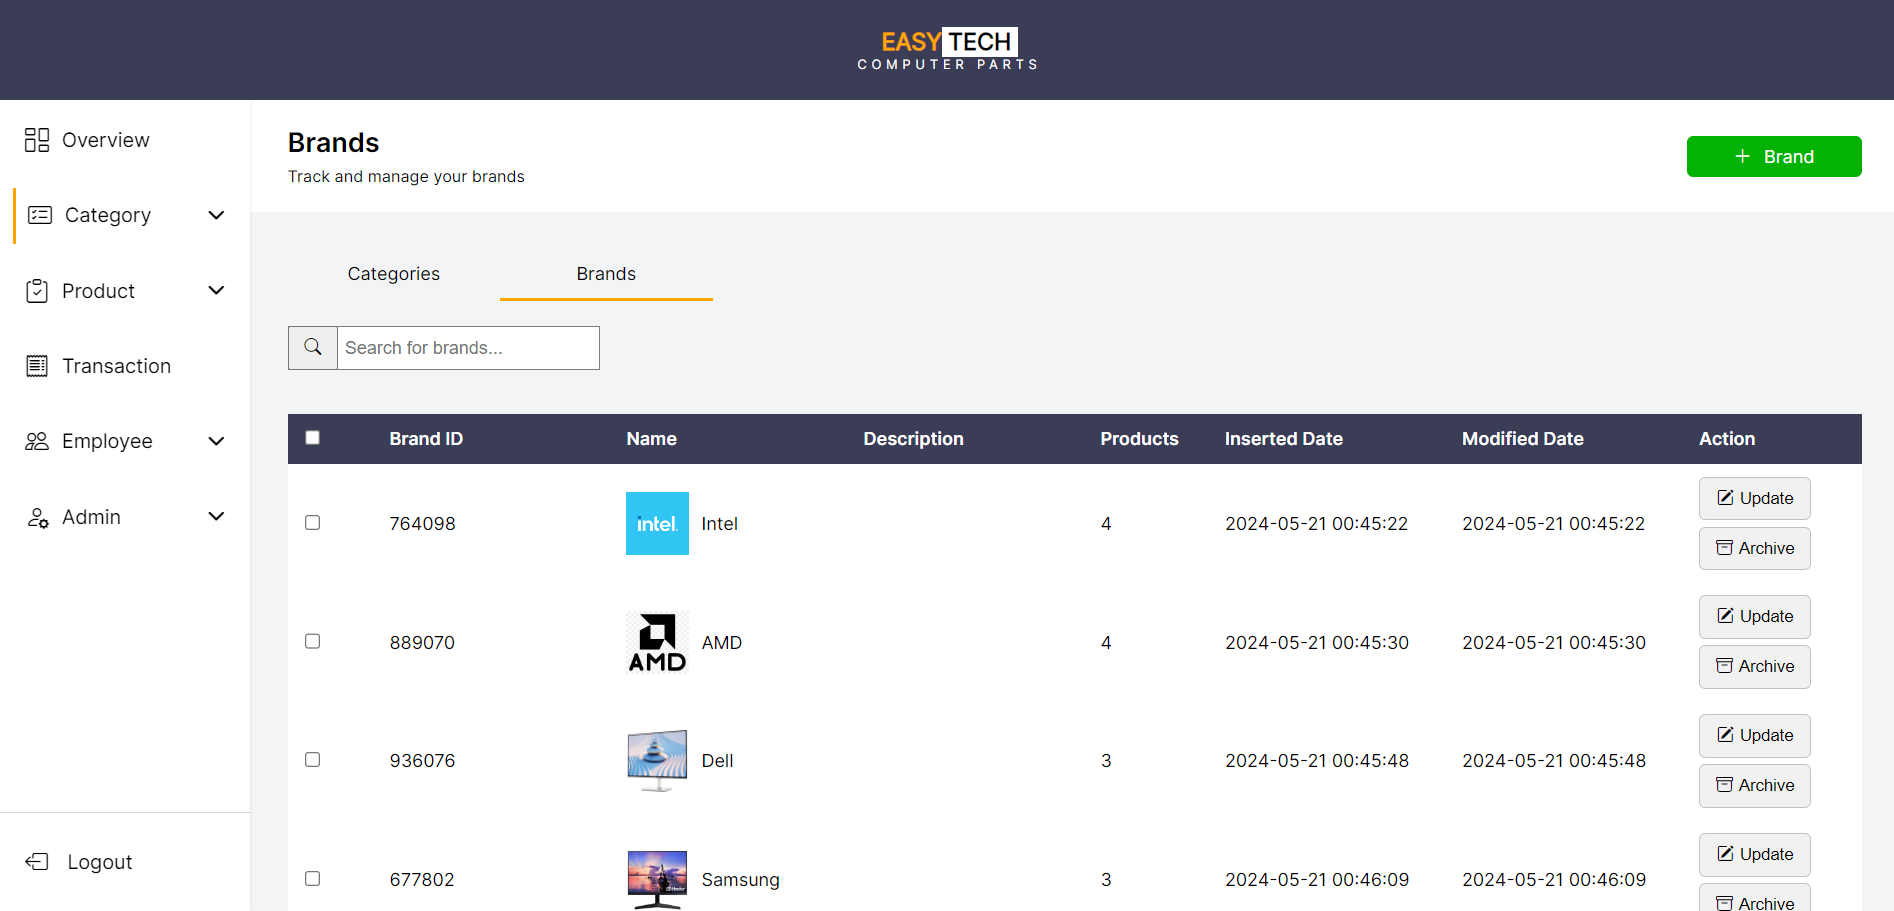 EASY TECH
COMPUTER PARTS
Overview
Category
Product
Transaction
Employee
Admin
Logout
Brands
Track and manage your brands
+ Brand
Categories Brands
Search for brands...
Brand ID Name Description Products Inserted Date Modified Date Action
764098 intel. Intel 4 2024-05-21 00:45:22 2024-05-21 00:45:22 Update
Archive
889070 AMD AMD 4 2024-05-21 00:45:30 2024-05-21 00:45:30 Update
Archive
936076 Dell 3 2024-05-21 00:45:48 2024-05-21 00:45:48 Update
Archive
677802 Samsung 3 2024-05-21 00:46:09 2024-05-21 00:46:09 Update
Archive